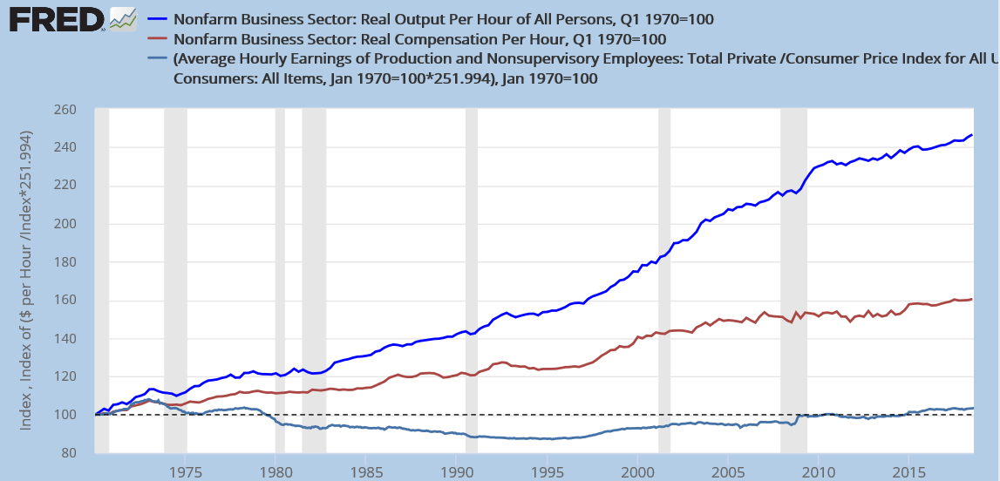 FRED
Nonfarm Business Sector: Real Output Per Hour of All Persons, Q1 1970=100
Nonfarm Business Sector: Real Compensation Per Hour, Q1 1970=100
(Average Hourly Earnings of Production and Nonsupervisory Employees: Total Private /Consumer Price Index for All U
Consumers: All Items, Jan 1970=100*251.994), Jan 1970=100
Index , Index of ($ per Hour /Index*251.994)
260
240
220
200
180
160
140
120
100
80
1975 1980 1985 1990 1995 2000 2005 2010 2015